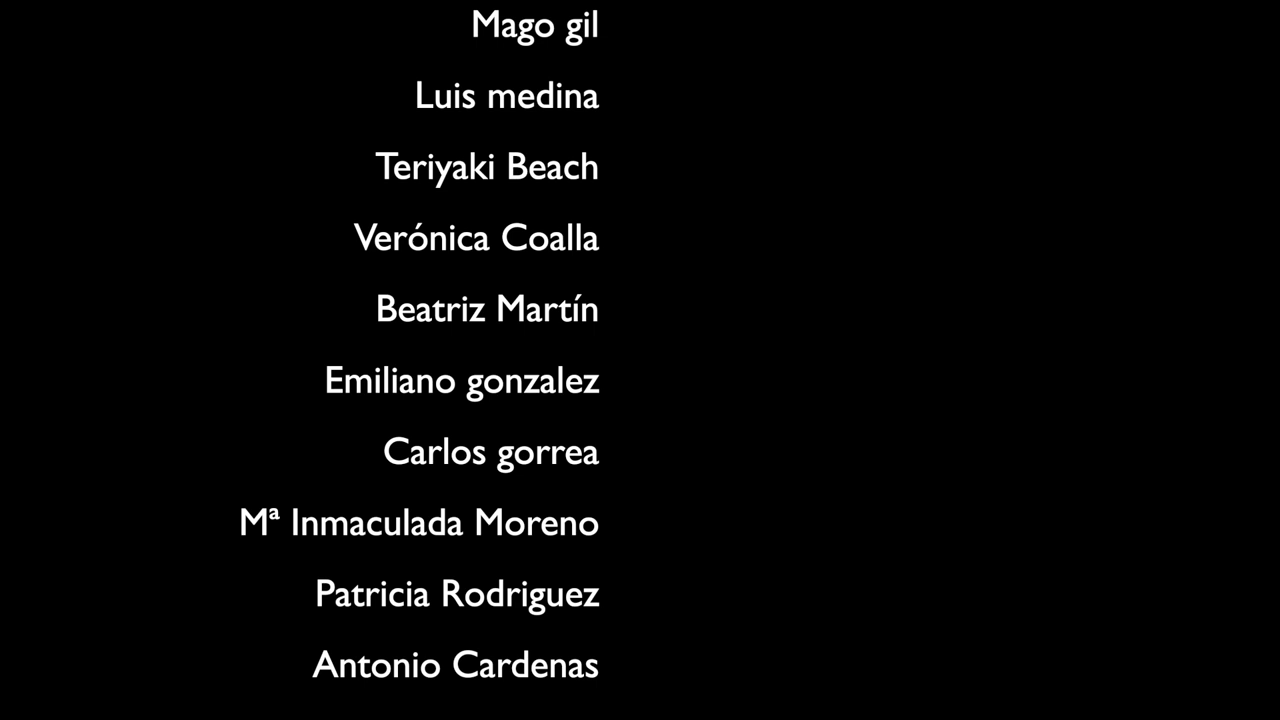 Mago gil
Luis medina
Teriyaki Beach
Verónica Coalla
Beatriz Martín
Emiliano gonzalez
Carlos gorrea
Mª Inmaculada Moreno
Patricia Rodriguez
Antonio Cardenas